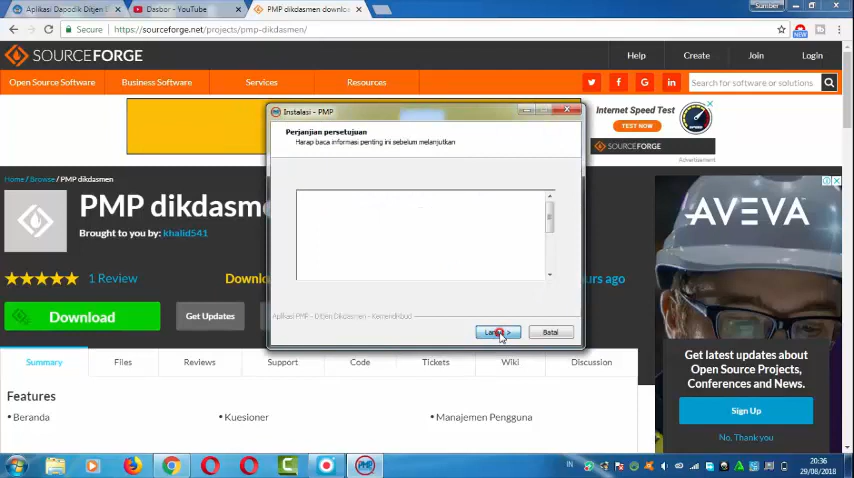 Aplikasi Dapodik Ditjen
Dasbor - YouTube
PMP dikdasmen downlo
Sumber
Secure
https://sourceforge.net/projects/pmp-dikdasmen/
NEW
SOURCEFORGE
Help
Create
Join
Login
Open Source Software
Business Software
Services
Resources
Search for software or solutions
Instalasi - PMP
Perjanjian persetujuan
Harap baca informasi penting ini sebelum melanjutkan
Internet Speed Test
TEST NOW
SOURCEFORGE
Advertisement
Home / Browse / PMP dikdasmen
PMP dikdasme
Brought to you by: khalid541
AVEVA
1 Review
Downlo
urs ago
Download
Get Updates
Aplikasi PMP - Ditjen Dikdasmen - Kemendikbud
Batal
Summary
Files
Reviews
Support
Code
Tickets
Wiki
Discussion
Get latest updates about
Open Source Projects,
Conferences and News.
Sign Up
No, Thank you
Features
• Beranda
• Kuesioner
• Manajemen Pengguna
IN
20:36
29/08/2018